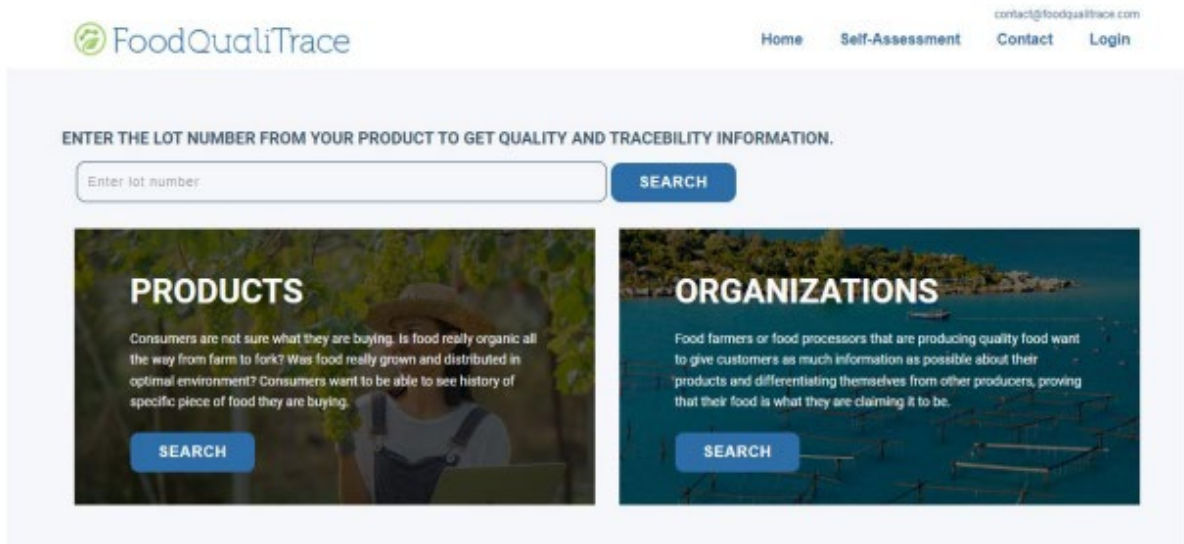 contact@foodqualitrace.com
FoodQualiTrace
Home Self-Assessment Contact Login
ENTER THE LOT NUMBER FROM YOUR PRODUCT TO GET QUALITY AND TRACEBILITY INFORMATION.
Enter lot number
SEARCH
PRODUCTS
Consumers are not sure what they are buying. Is food really organic all
the way from farm to fork? Was food really grown and distributed in
optimal environment? Consumers want to be able to see history of
specific piece of food they are buying.
SEARCH
ORGANIZATIONS
Food farmers or food processors that are producing quality food want
to give customers as much information as possible about their
products and differentiating themselves from other producers, proving
that their food is what they are claiming it to be.
SEARCH